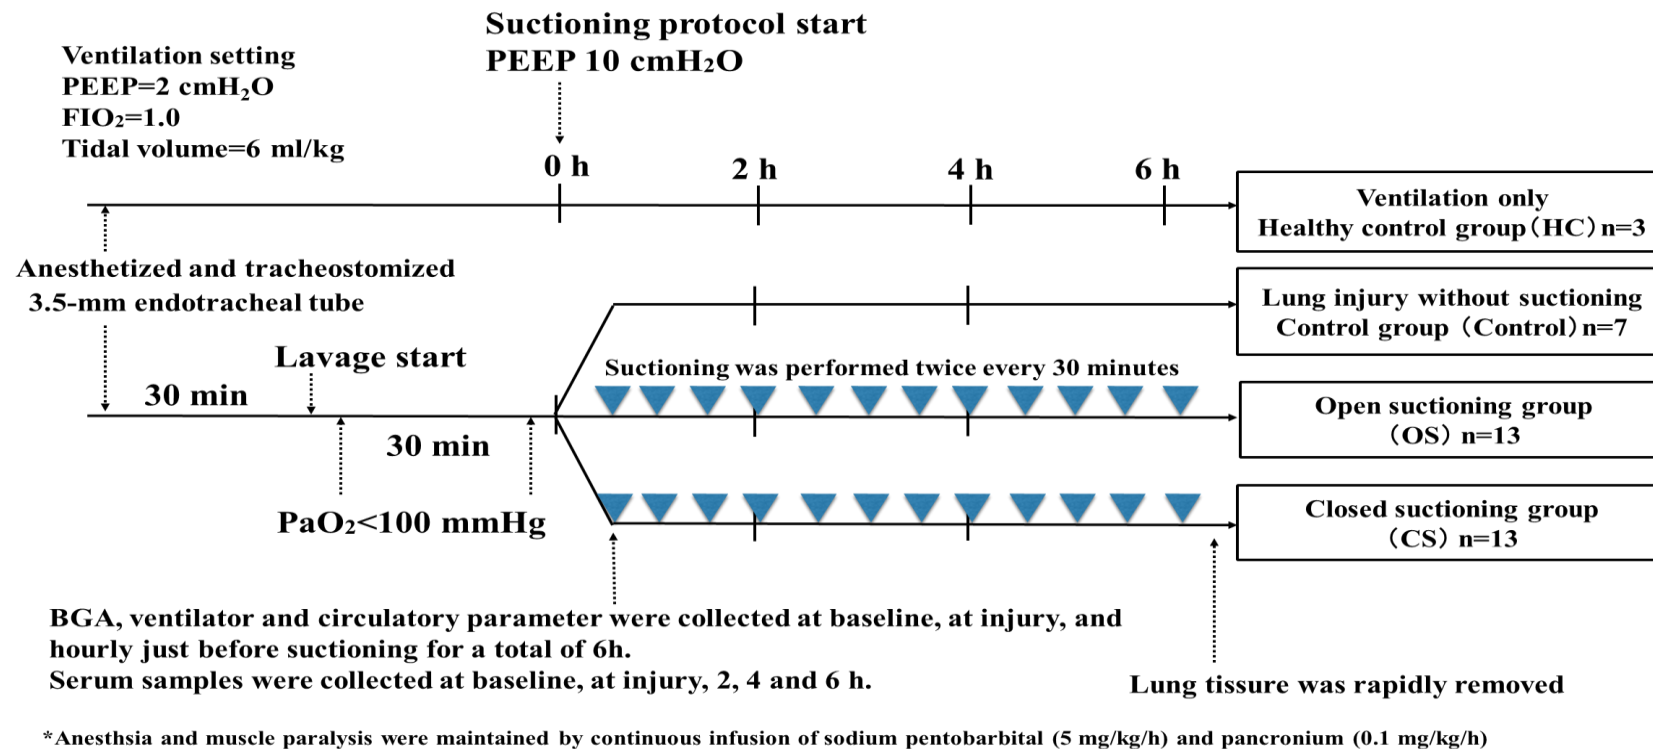 Suctioning protocol start
PEEP 10 cmH₂O
Ventilation setting
PEEP=2 cmH₂O
FIO₂=1.0
Tidal volume=6 ml/kg
0 h
2 h
4 h
6 h
Ventilation only
Healthy control group（HC）n=3
Anesthetized and tracheostomized
3.5-mm endotracheal tube
Lung injury without suctioning
Control group（Control）n=7
Lavage start
Suctioning was performed twice every 30 minutes
30 min
Open suctioning group
（OS）n=13
30 min
PaO₂<100 mmHg
Closed suctioning group
（CS）n=13
BGA, ventilator and circulatory parameter were collected at baseline, at injury, and
hourly just before suctioning for a total of 6h.
Serum samples were collected at baseline, at injury, 2, 4 and 6 h.
Lung tissue was rapidly removed
*Anesthsia and muscle paralysis were maintained by continuous infusion of sodium pentobarbital (5 mg/kg/h) and pancronium (0.1 mg/kg/h)